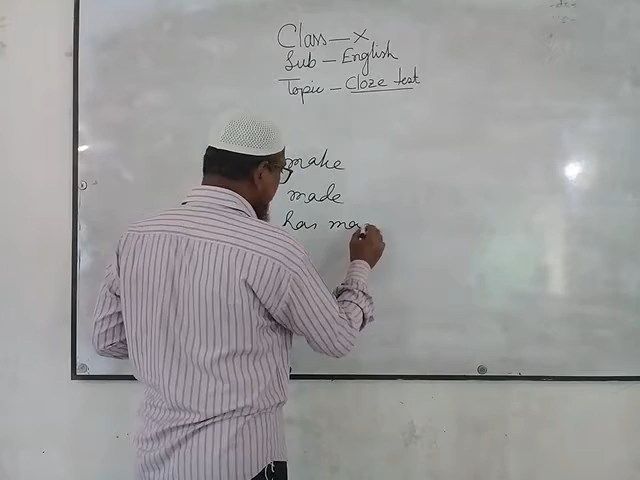 Class — X
Sub — English
Topic — Cloze test
make
made
has ma